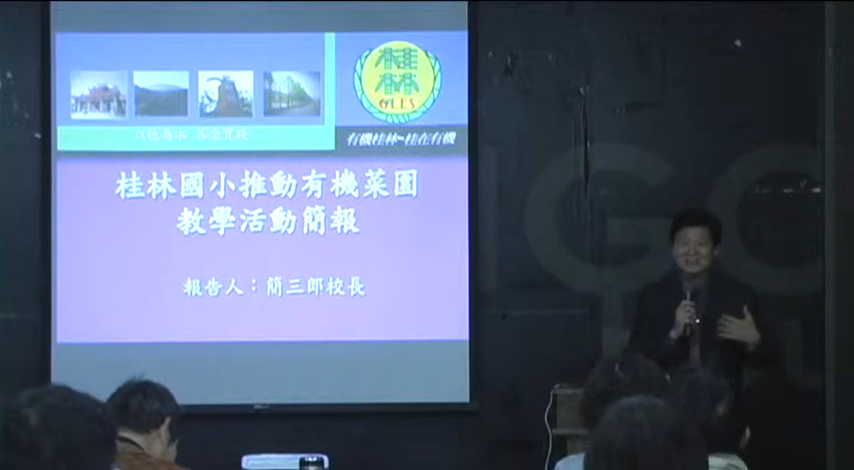 桂林
GLES
有機桂林~桂在有機
桂林國小推動有機菜園
教學活動簡報
報告人：簡三郎校長